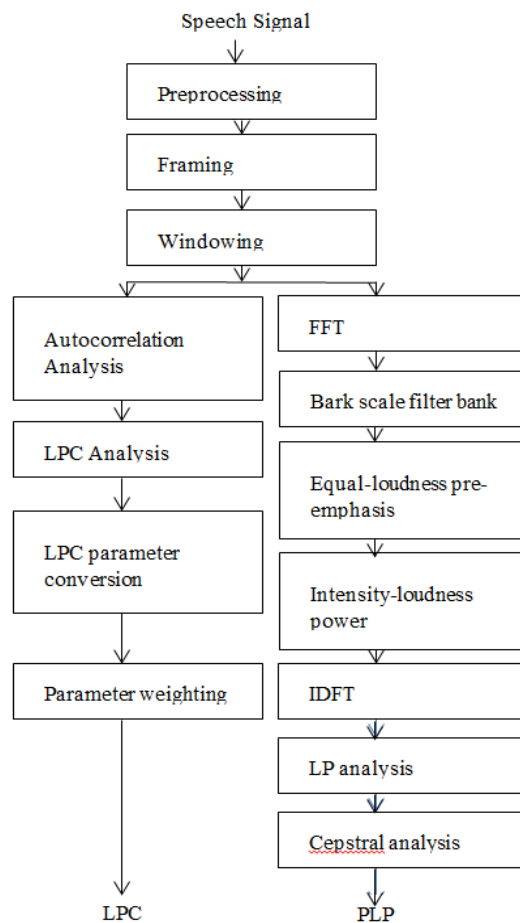 Speech Signal
Preprocessing
Framing
Windowing
Autocorrelation
Analysis
LPC Analysis
LPC parameter
conversion
Parameter weighting
LPC
FFT
Bark scale filter bank
Equal-loudness pre-
emphasis
Intensity-loudness
power
IDFT
LP analysis
Cepstral analysis
PLP